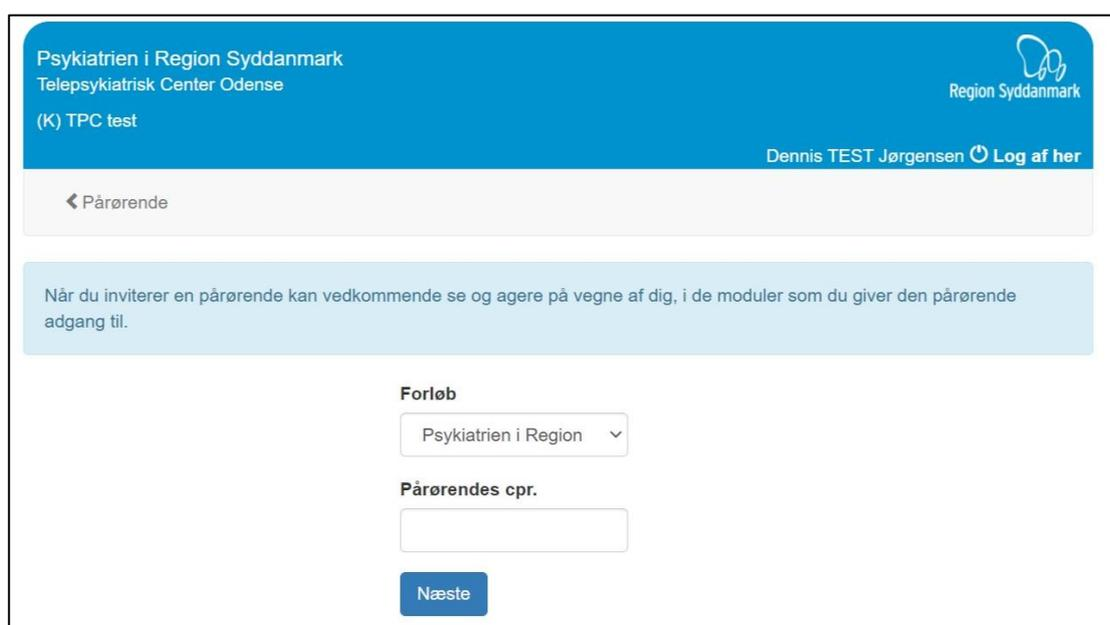 Psykiatrien i Region Syddanmark
Telepsykiatrisk Center Odense
(K) TPC test
Region Syddanmark
Dennis TEST Jørgensen Log af her
Pårørende
Når du inviterer en pårørende kan vedkommende se og agere på vegne af dig, i de moduler som du giver den pårørende
adgang til.
Forløb
Psykiatrien i Region
Pårørendes cpr.
Næste